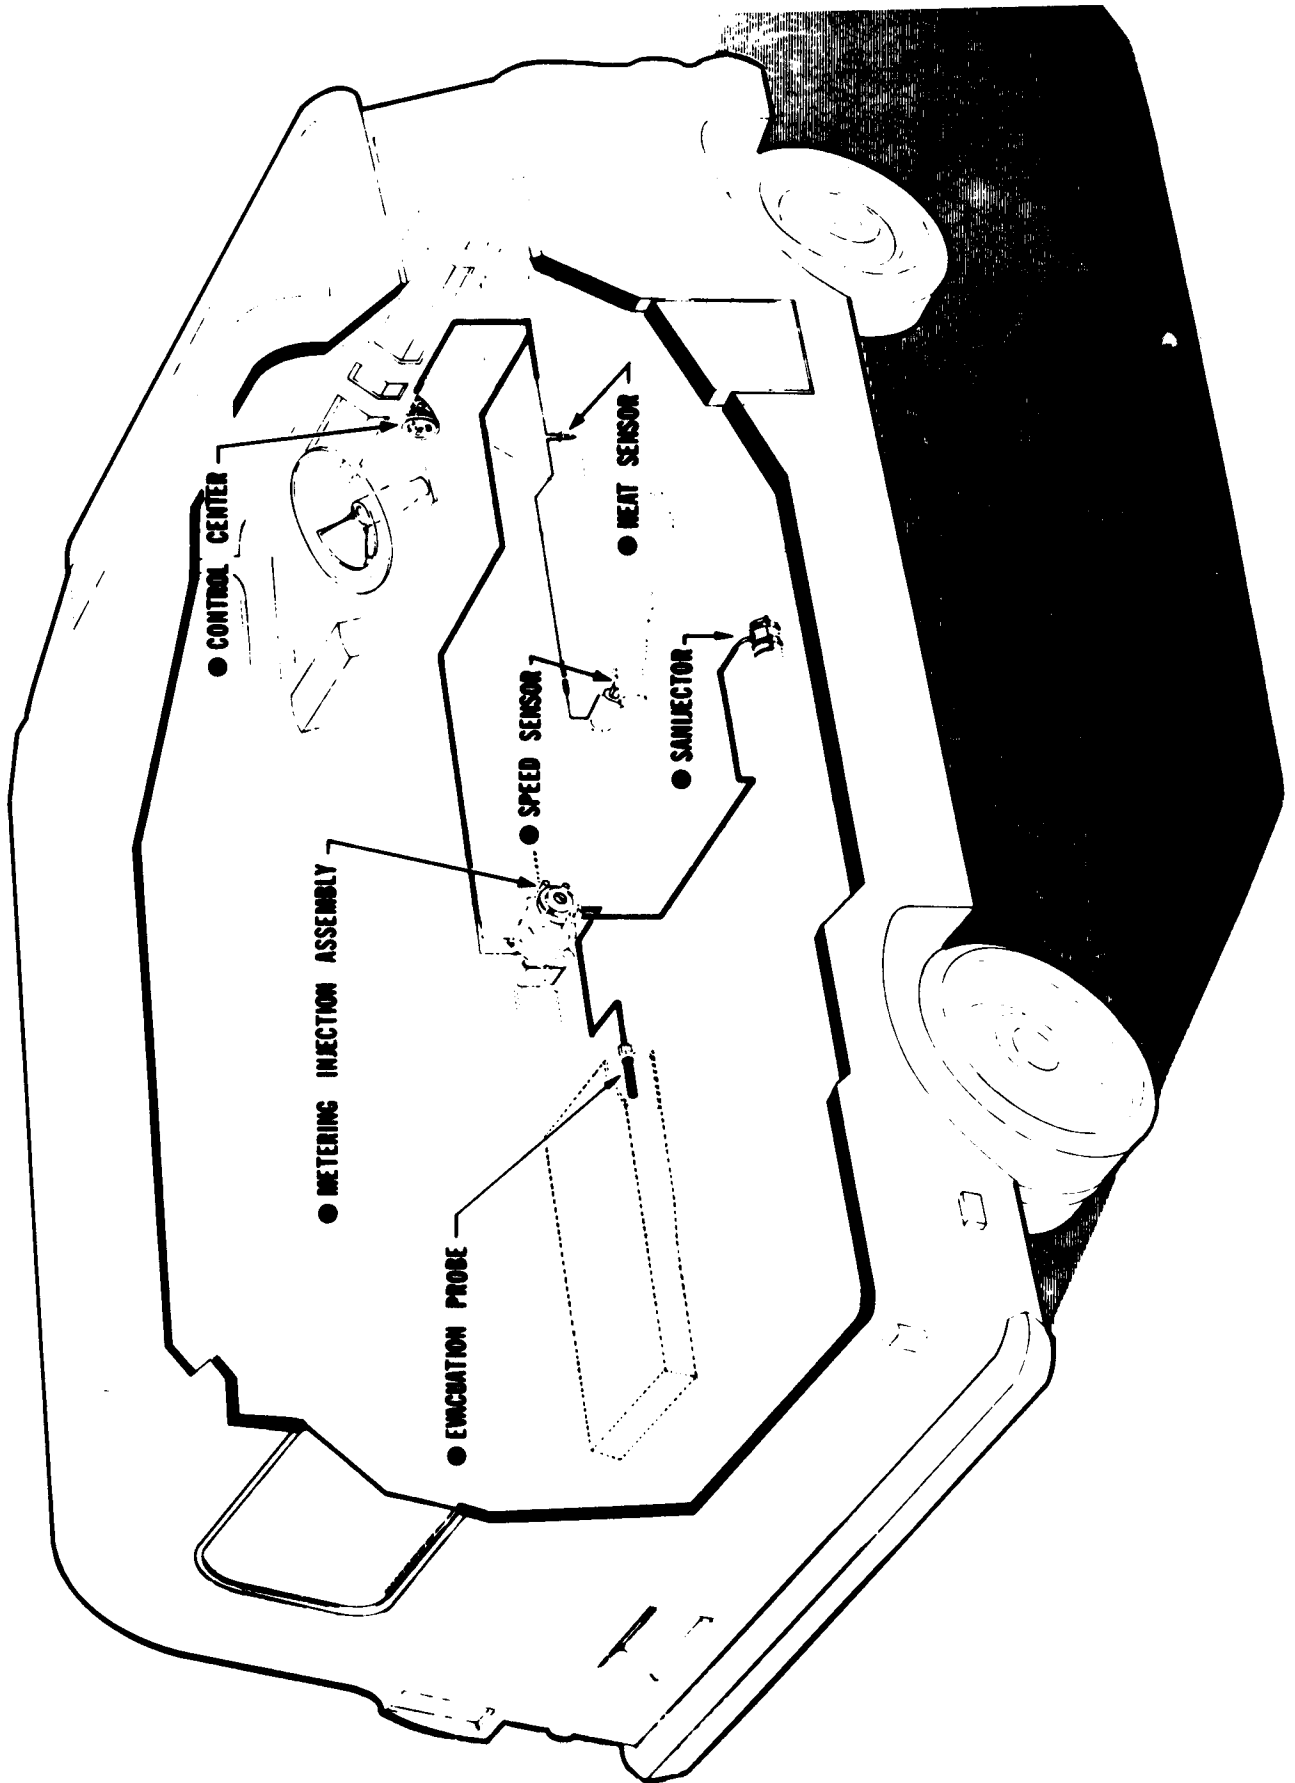 ● CONTROL CENTER
● METERING INJECTION ASSEMBLY
● EVACUATION PROBE
● SPEED SENSOR
● HEAT SENSOR
● SANIJECTOR